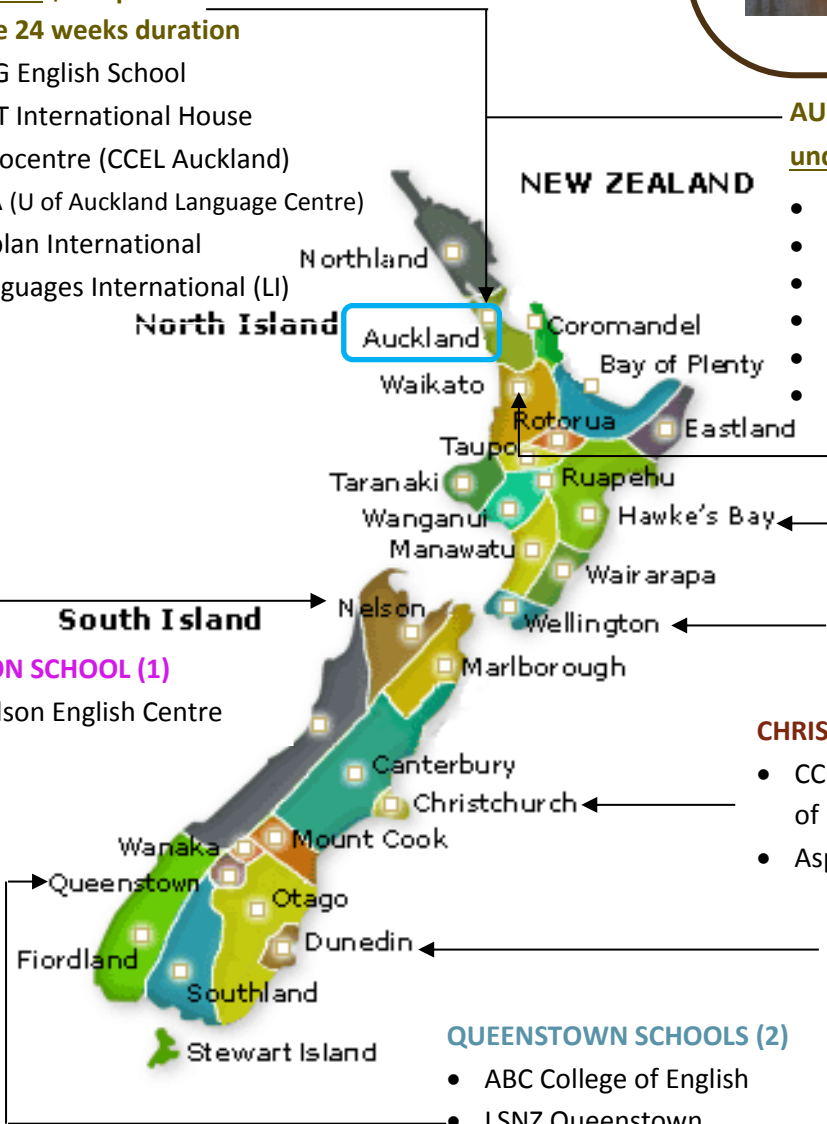 e 24 weeks duration
G English School
T International House
ocentre (CCEL Auckland)
(U of Auckland Language Centre)
plan International
guages International (LI)
AU
und
NEW ZEALAND
Northland
North Island
Auckland
Coromandel
Waikato
Bay of Plenty
Rotorua
Eastland
Taupo
Taranaki
Ruapehu
Wanganui
Hawke's Bay
Manawatu
Wairarapa
Nelson
South Island
Wellington
ON SCHOOL (1)
Marlborough
lson English Centre
CHRIS
Canterbury
• CC
Christchurch
of
Mount Cook
Wanaka
• Asp
Queenstown
Otago
Dunedin
Fiordland
Southland
QUEENSTOWN SCHOOLS (2)
Stewart Island
• ABC College of English
• LSNZ Queenstown